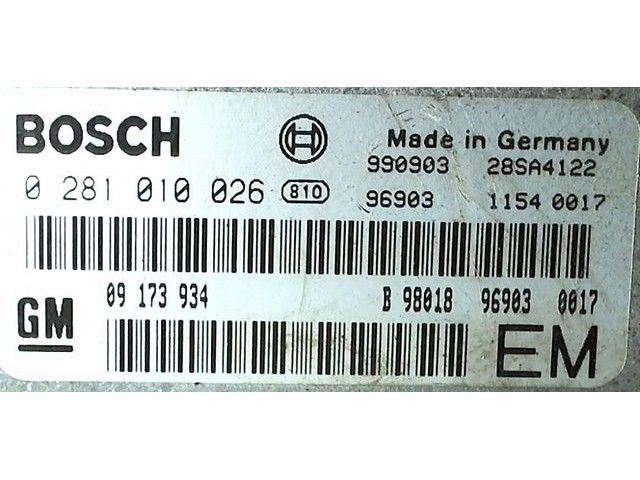 BOSCH Made in Germany
990903 28SA4122
0 281 010 026 810 96903 1154 0017
09 173 934 B 98018 96903 0017
GM EM